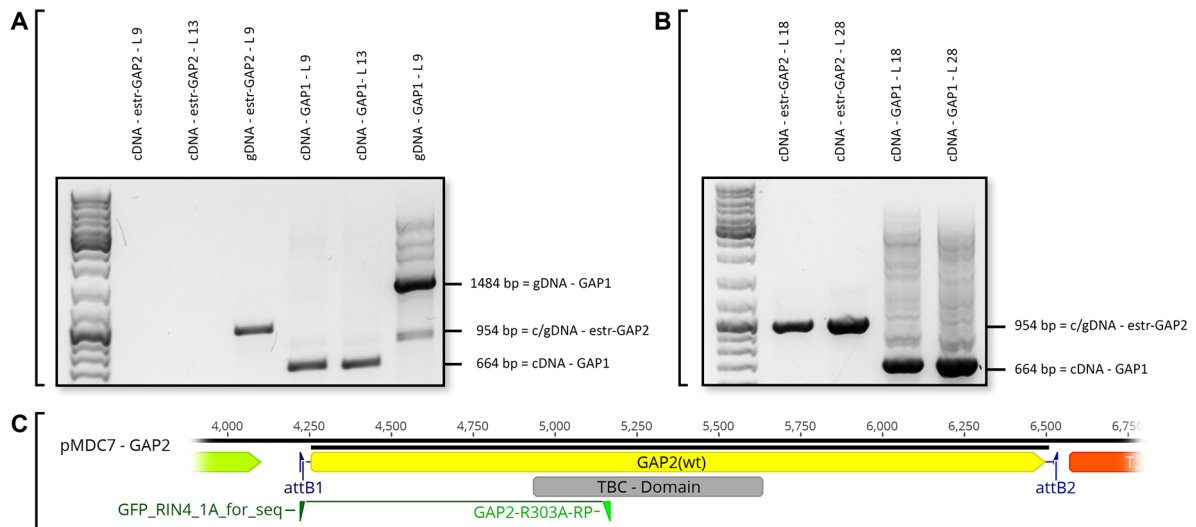 A
cDNA - estr-GAP2 - L 9
cDNA - estr-GAP2 - L 13
gDNA - estr-GAP2 - L 9
cDNA - GAP1 - L 9
cDNA - GAP1- L 13
gDNA - GAP1 - L 9
1484 bp = gDNA - GAP1
954 bp = c/gDNA - estr-GAP2
664 bp = cDNA - GAP1
B
cDNA - estr-GAP2 - L 18
cDNA - estr-GAP2 - L 28
cDNA - GAP1 - L 18
cDNA - GAP1 - L 28
954 bp = c/gDNA - estr-GAP2
664 bp = cDNA - GAP1
C
pMDC7 - GAP2
4,000 4,250 4,500 4,750 5,000 5,250 5,500 5,750 6,000 6,250 6,500 6,750
GAP2(wt)
T3
attB1
TBC - Domain
attB2
GFP_RIN4_1A_for_seq
GAP2-R303A-RP